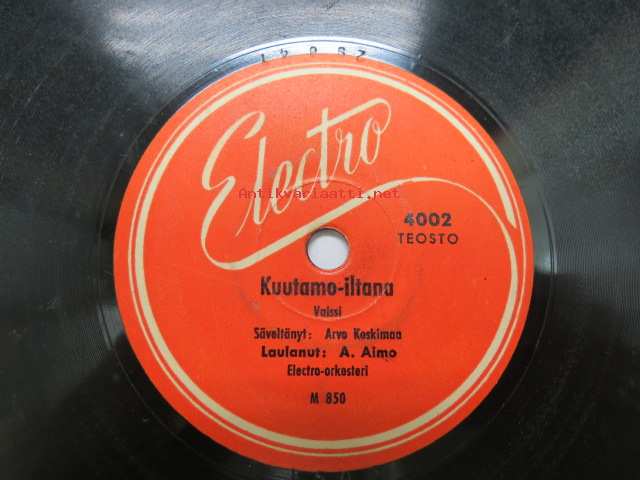 Electro
Antikvariaatti.net
4002
TEOSTO
Kuutamo-iltana
Valssi
Säveltänyt: Arvo Koskimaa
Laulanut: A. Aimo
Electro-orkesteri
M 850